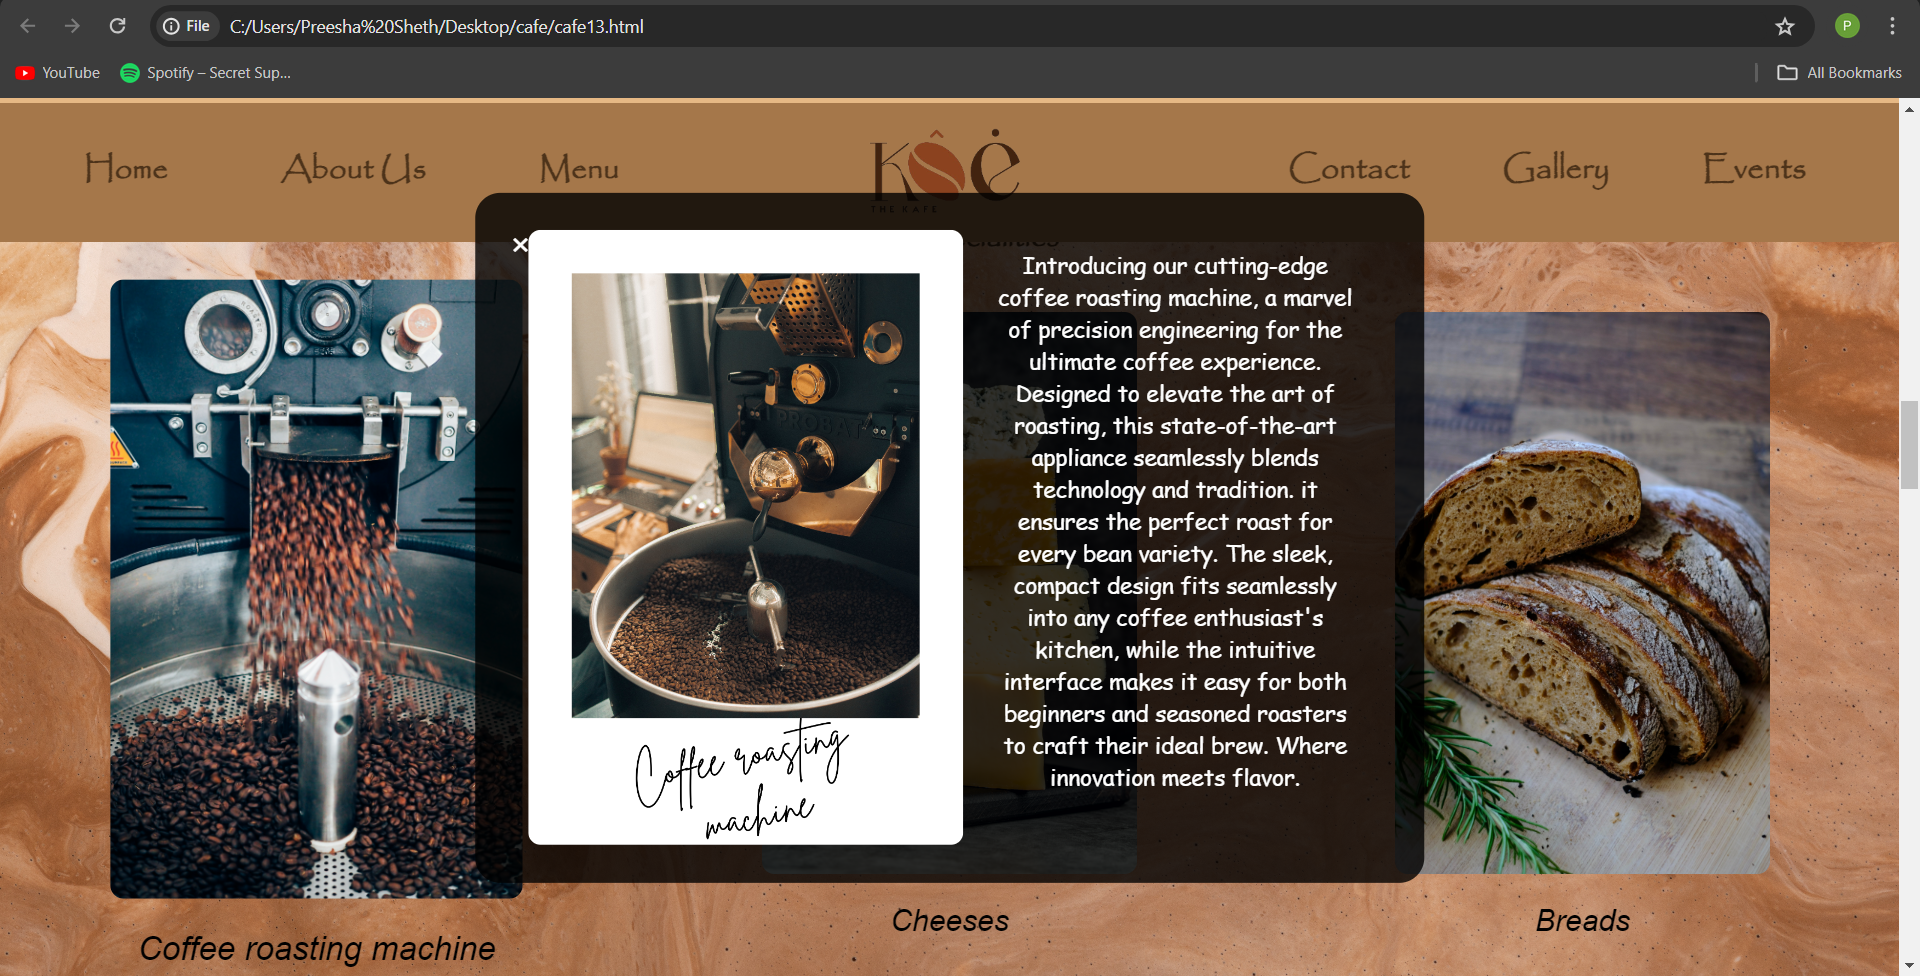 File C:/Users/Preesha%20Sheth/Desktop/cafe/cafe13.html
P
YouTube Spotify – Secret Sup... All Bookmarks
Home About Us Menu kôė Contact Gallery Events
THE KAFE
×
Introducing our cutting-edge
coffee roasting machine, a marvel
of precision engineering for the
ultimate coffee experience.
Designed to elevate the art of
roasting, this state-of-the-art
appliance seamlessly blends
technology and tradition. it
ensures the perfect roast for
every bean variety. The sleek,
compact design fits seamlessly
into any coffee enthusiast's
kitchen, while the intuitive
interface makes it easy for both
beginners and seasoned roasters
to craft their ideal brew. Where
innovation meets flavor.
PROBAT
Coffee roasting
machine
Coffee roasting machine
Cheeses
Breads